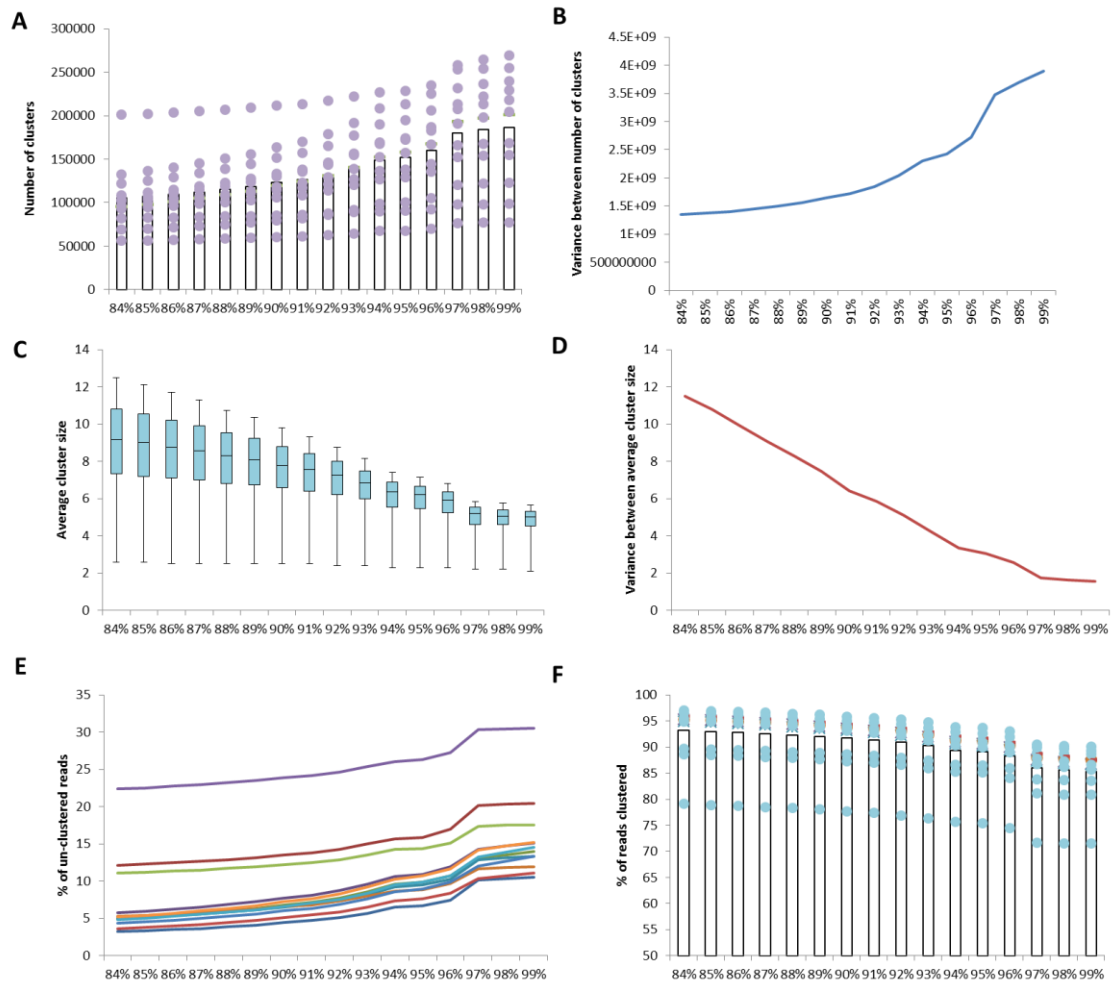 A
Number of clusters
300000
250000
200000
150000
100000
50000
0
84% 85% 86% 87% 88% 89% 90% 91% 92% 93% 94% 95% 96% 97% 98% 99%
B
Variance between number of clusters
4.5E+09
4E+09
3.5E+09
3E+09
2.5E+09
2E+09
1.5E+09
1E+09
500000000
0
84% 85% 86% 87% 88% 89% 90% 91% 92% 93% 94% 95% 96% 97% 98% 99%
C
Average cluster size
14
12
10
8
6
4
2
0
84% 85% 86% 87% 88% 89% 90% 91% 92% 93% 94% 95% 96% 97% 98% 99%
D
Variance between average cluster size
14
12
10
8
6
4
2
0
84% 85% 86% 87% 88% 89% 90% 91% 92% 93% 94% 95% 96% 97% 98% 99%
E
% of un-clustered reads
35
30
25
20
15
10
5
0
84% 85% 86% 87% 88% 89% 90% 91% 92% 93% 94% 95% 96% 97% 98% 99%
F
% of reads clustered
100
95
90
85
80
75
70
65
60
55
50
84% 85% 86% 87% 88% 89% 90% 91% 92% 93% 94% 95% 96% 97% 98% 99%